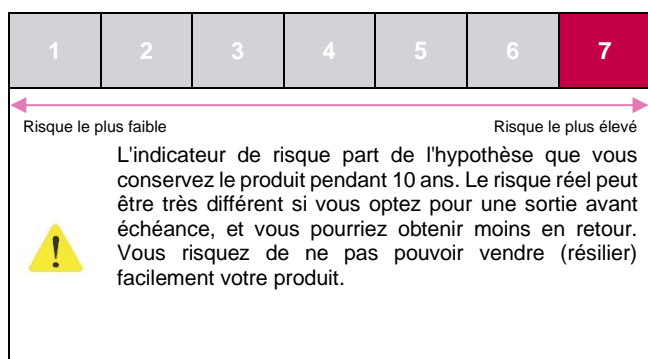 1 2 3 4 5 6 7
Risque le plus faible Risque le plus élevé
L'indicateur de risque part de l'hypothèse que vous
conservez le produit pendant 10 ans. Le risque réel peut
être très différent si vous optez pour une sortie avant
échéance, et vous pourriez obtenir moins en retour.
Vous risquez de ne pas pouvoir vendre (résilier)
facilement votre produit.